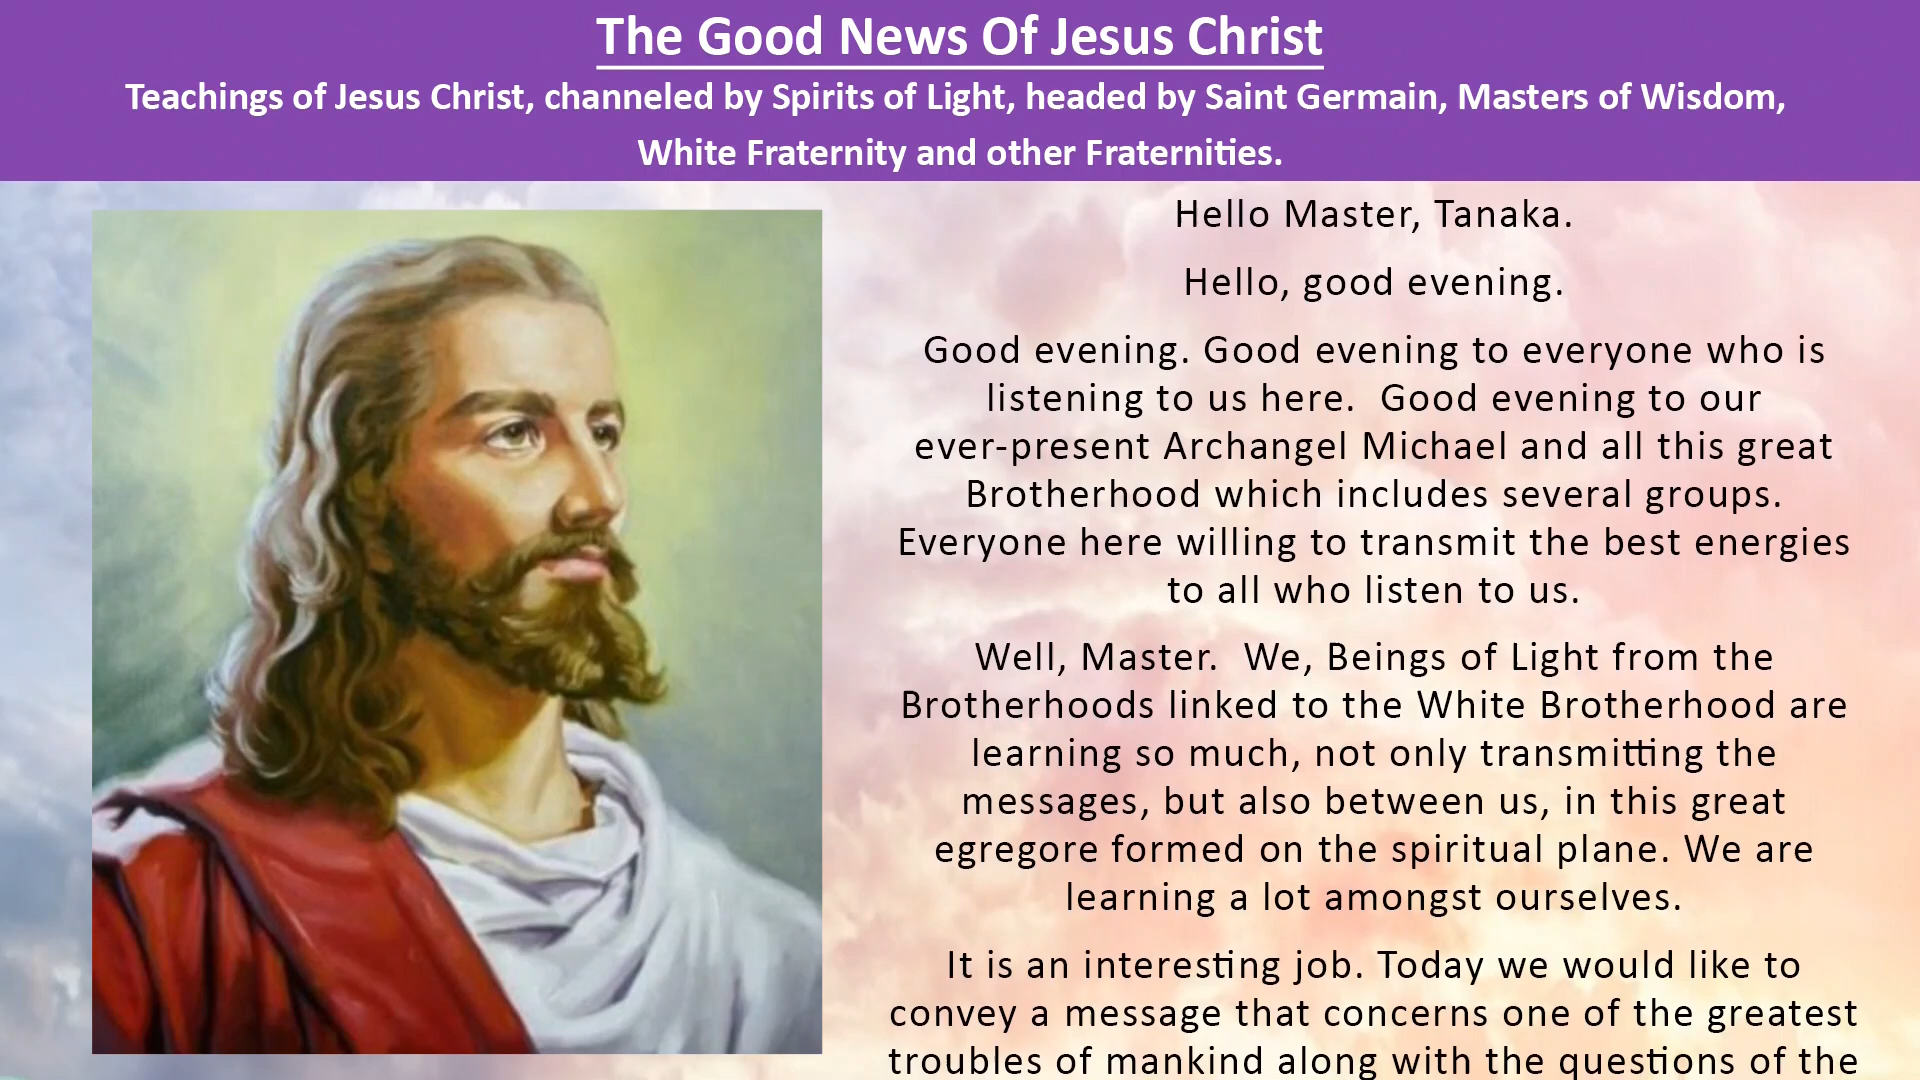 The Good News Of Jesus Christ
Teachings of Jesus Christ, channeled by Spirits of Light, headed by Saint Germain, Masters of Wisdom,
White Fraternity and other Fraternities.
Hello Master, Tanaka.
Hello, good evening.
Good evening. Good evening to everyone who is
listening to us here.  Good evening to our
ever-present Archangel Michael and all this great
Brotherhood which includes several groups.
Everyone here willing to transmit the best energies
to all who listen to us.
Well, Master.  We, Beings of Light from the
Brotherhoods linked to the White Brotherhood are
learning so much, not only transmitting the
messages, but also between us, in this great
egregore formed on the spiritual plane. We are
learning a lot amongst ourselves.
It is an interesting job. Today we would like to
convey a message that concerns one of the greatest
troubles of mankind along with the questions of the